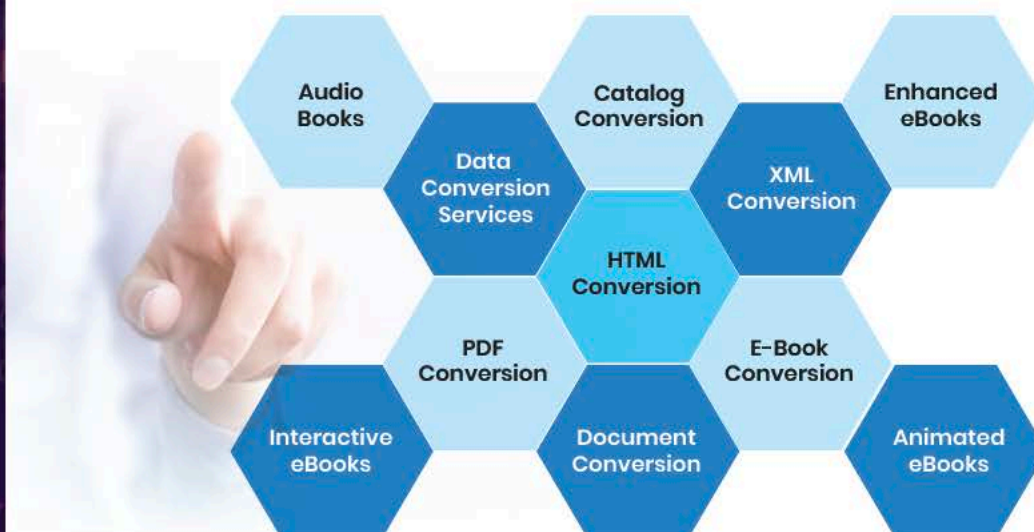 Audio
Books
Catalog
Conversion
Enhanced
eBooks
Data
Conversion
Services
XML
Conversion
HTML
Conversion
PDF
Conversion
E-Book
Conversion
Interactive
eBooks
Document
Conversion
Animated
eBooks